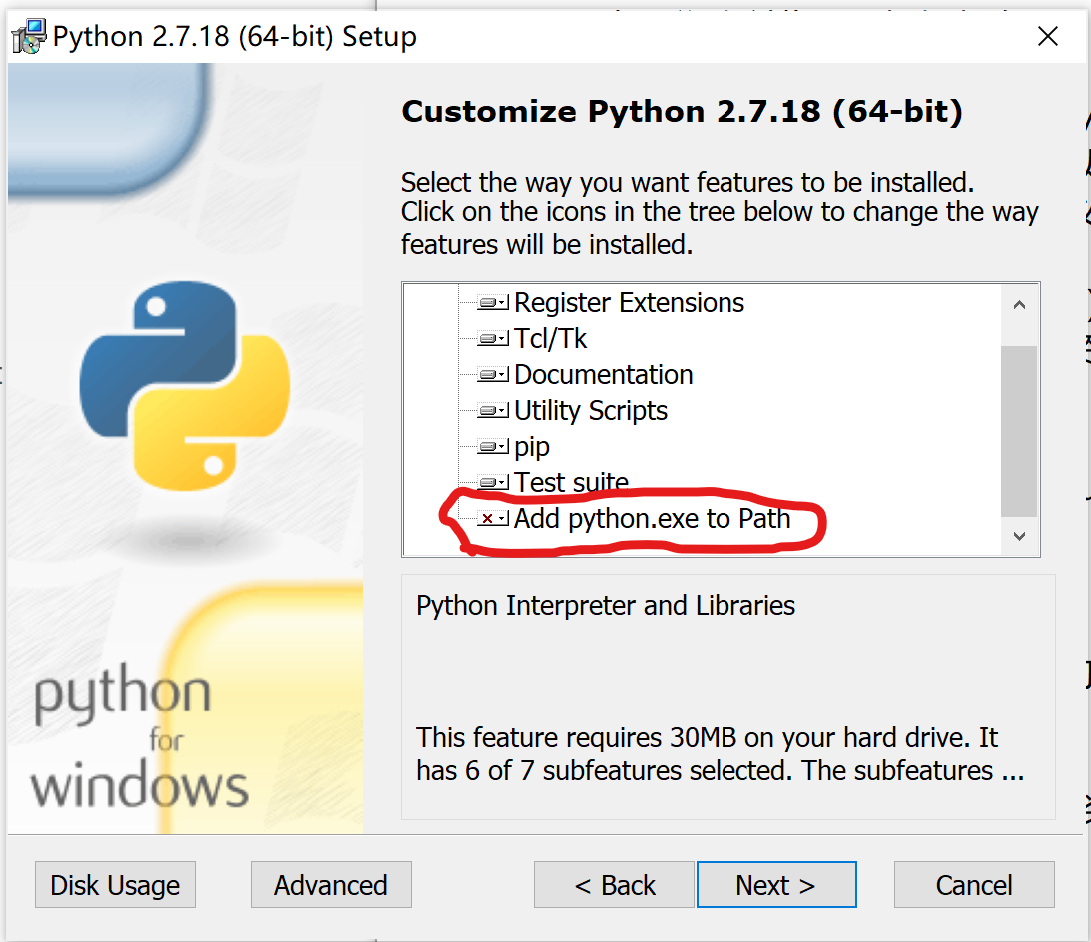 Python 2.7.18 (64-bit) Setup
Customize Python 2.7.18 (64-bit)
Select the way you want features to be installed.
Click on the icons in the tree below to change the way
features will be installed.
Register Extensions
Tcl/Tk
Documentation
Utility Scripts
pip
Test suite
Add python.exe to Path
Python Interpreter and Libraries
This feature requires 30MB on your hard drive. It
has 6 of 7 subfeatures selected. The subfeatures ...
python
for
windows
Disk Usage
Advanced
< Back
Next >
Cancel